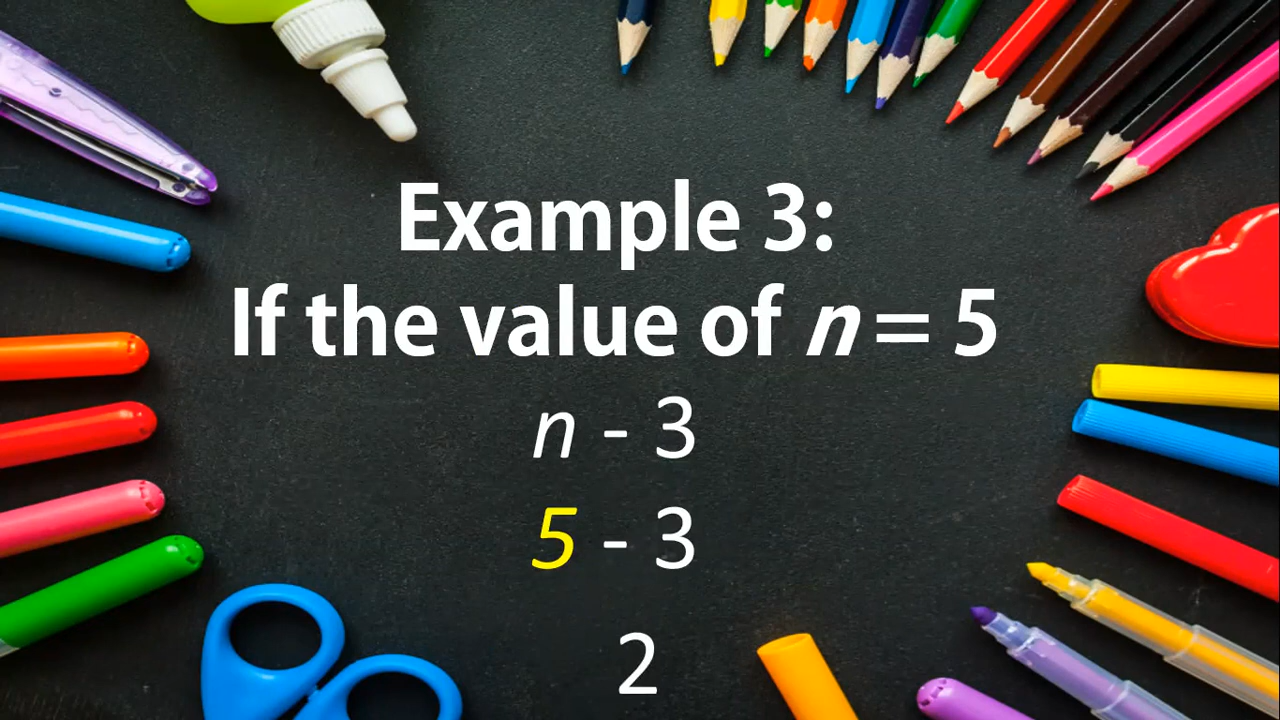 Example 3:
If the value of n = 5
n - 3
5 - 3
2